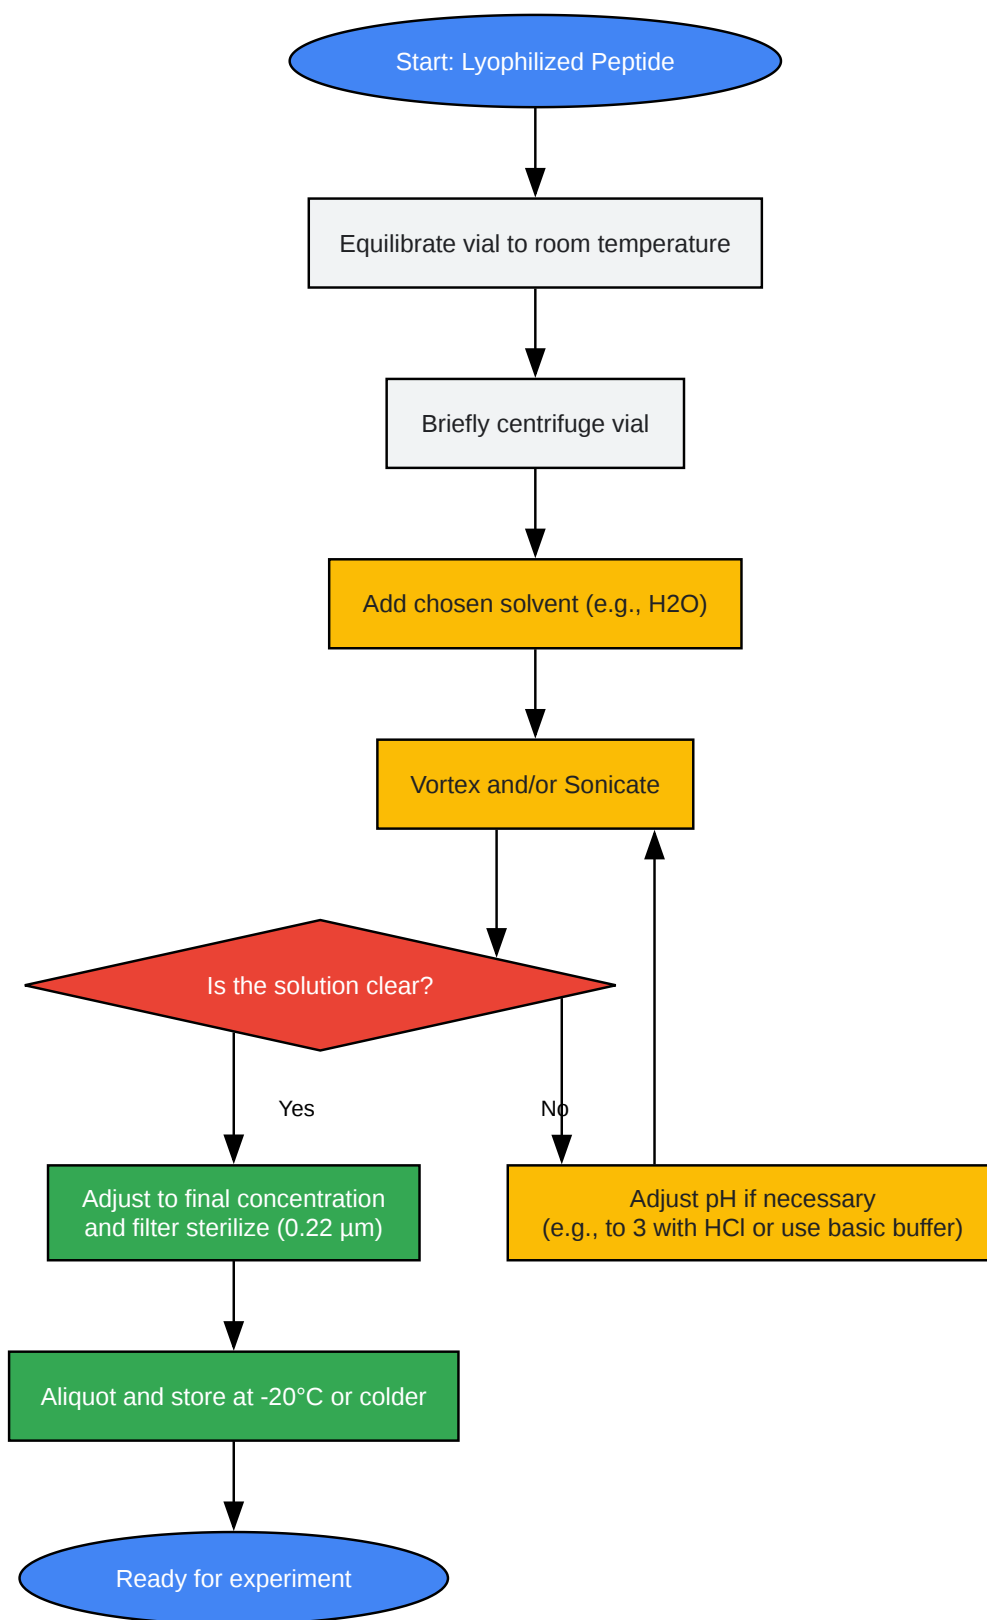 Start: Lyophilized Peptide
Equilibrate vial to room temperature
Briefly centrifuge vial
Add chosen solvent (e.g., H2O)
Vortex and/or Sonicate
Is the solution clear?
Yes
No
Adjust to final concentration
and filter sterilize (0.22 µm)
Adjust pH if necessary
(e.g., to 3 with HCl or use basic buffer)
Aliquot and store at -20°C or colder
Ready for experiment